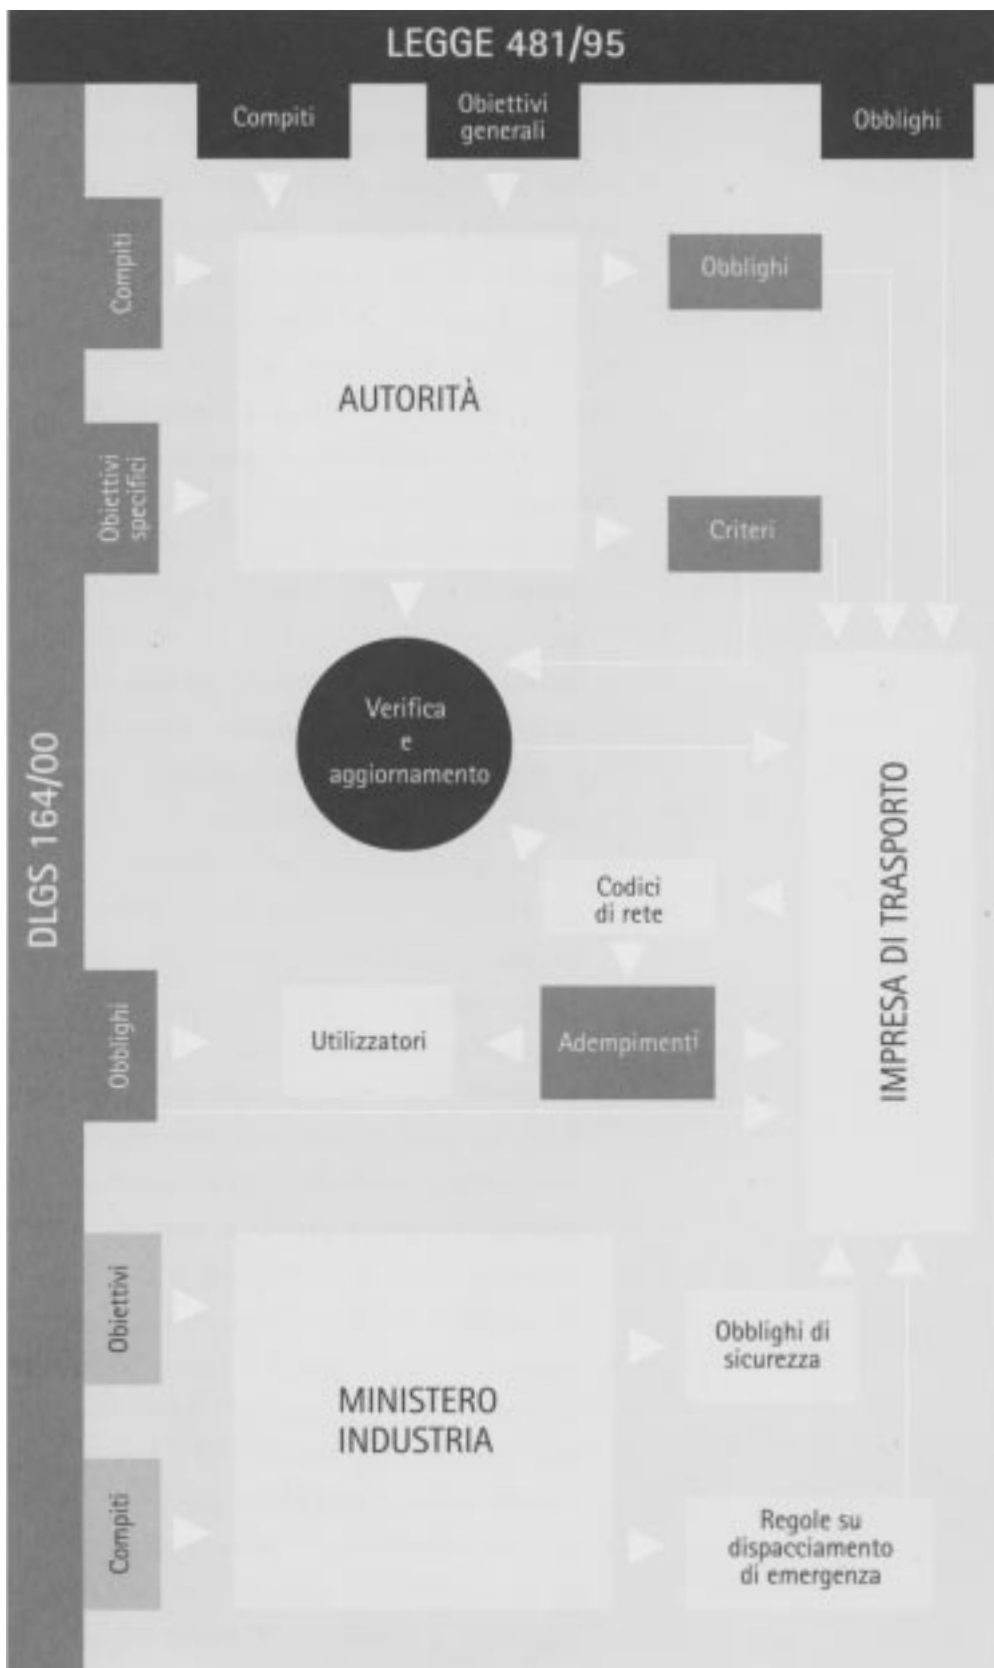 LEGGE 481/95
Compiti
Obiettivi
generali
Obblighi
Compiti
Obblighi
AUTORITÀ
Obiettivi
specifici
Criteri
DLGS 164/00
Verifica
e
aggiornamento
IMPRESA DI TRASPORTO
Codici
di rete
Obblighi
Utilizzatori
Adempimenti
Obiettivi
Obblighi di
sicurezza
MINISTERO
INDUSTRIA
Compiti
Regole su
dispacciamento
di emergenza